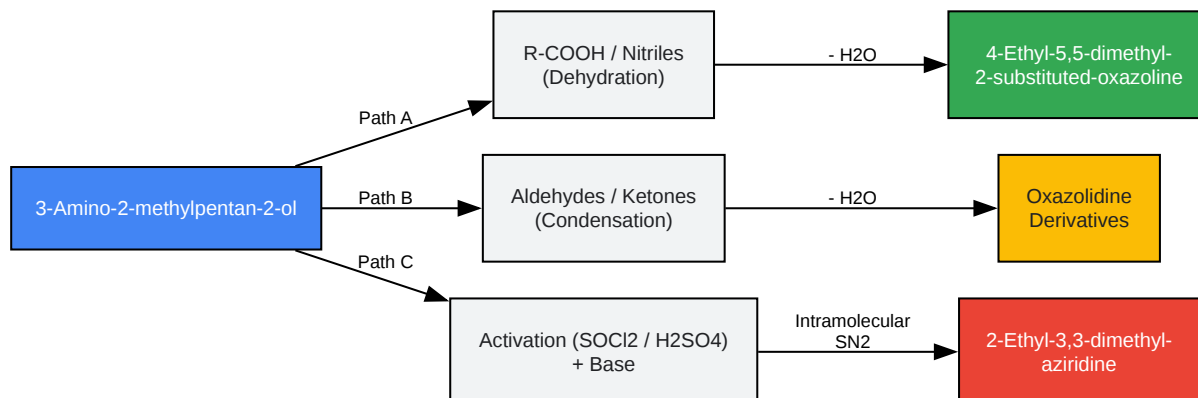 R-COOH / Nitriles
(Dehydration)
- H2O
4-Ethyl-5,5-dimethyl-
2-substituted-oxazoline
Path A
3-Amino-2-methylpentan-2-ol
Path B
Aldehydes / Ketones
(Condensation)
- H2O
Oxazolidine
Derivatives
Path C
Activation (SOCl2 / H2SO4)
+ Base
Intramolecular
SN2
2-Ethyl-3,3-dimethyl-
aziridine